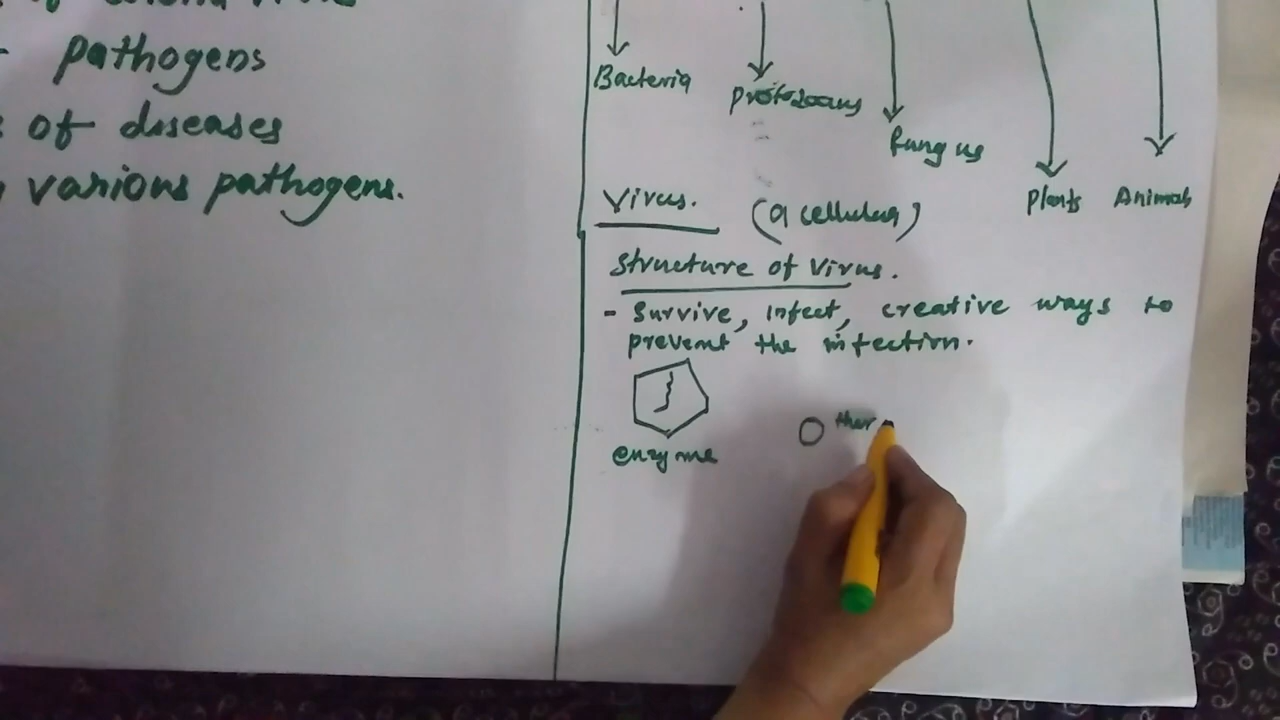 pathogens
of diseases
various pathogens.
Bacteria
fungus
Plants Animals
Virus. (acellular)
Structure of Virus.
- Survive, infect, creative ways to
prevent the infection.
ther
enzyme